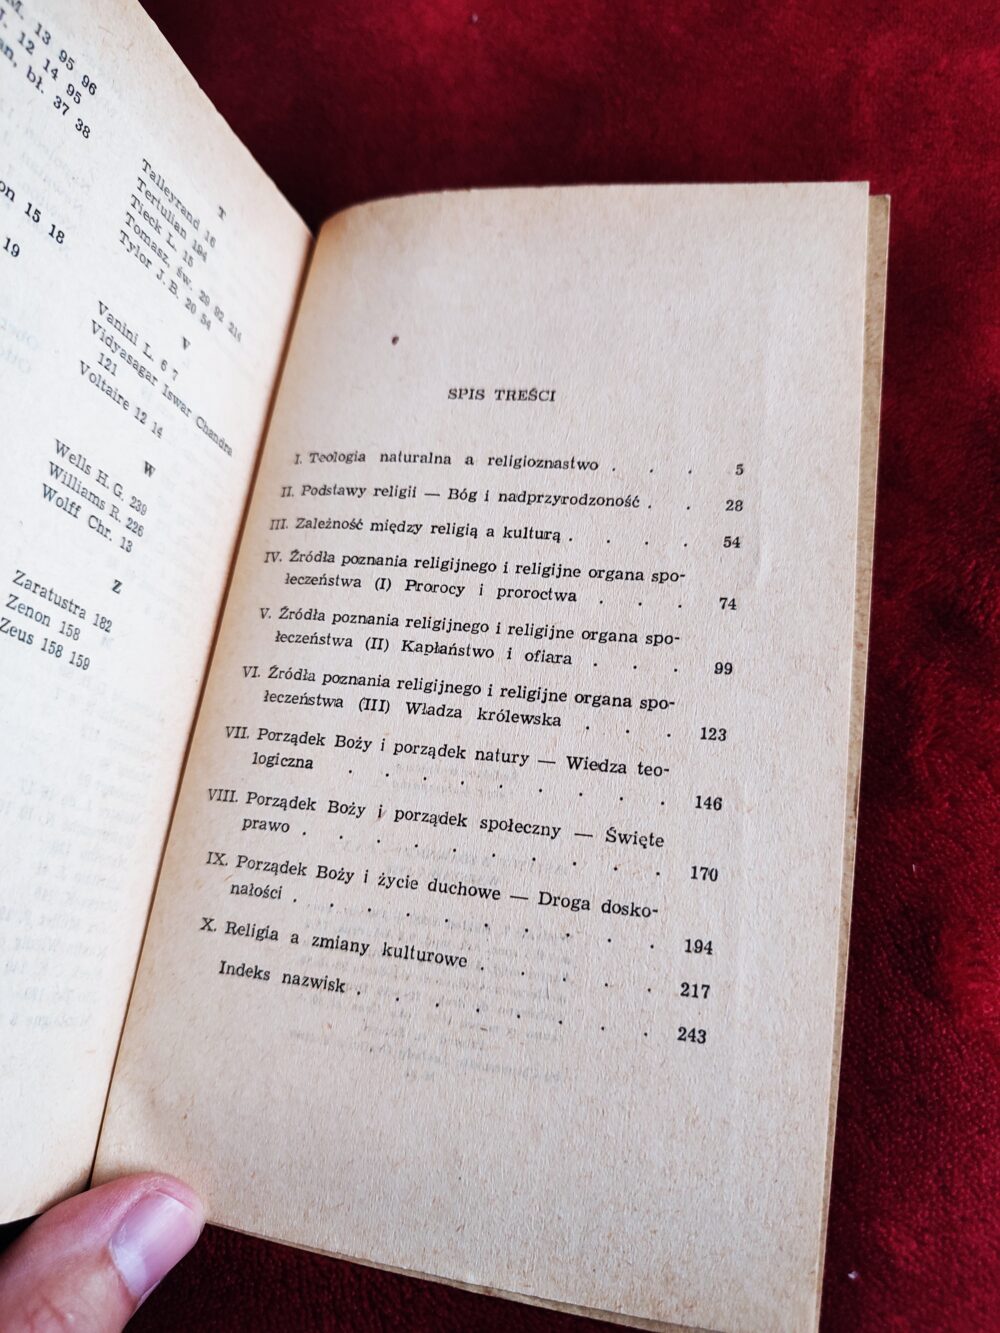 M. 13 95 96
J. 12 14 95
an, bł. 37 38
on 15 18
19
T
Talleyrand 16
Tertulian 194
Tieck L. 15
Tomasz, św. 29 92 214
Tylor J. B. 20 54
V
Vanini L. 6 7
Vidyasagar Iswar Chandra
121
Voltaire 12 14
W
Wells H. G. 239
Williams R. 226
Wolff Chr. 13
Z
Zaratustra 182
Zenon 158
Zeus 158 159
SPIS TREŚCI
I. Teologia naturalna a religioznastwo . . . 5
II. Podstawy religii — Bóg i nadprzyrodzoność . . 28
III. Zależność między religią a kulturą . . . . 54
IV. Źródła poznania religijnego i religijne organa spo-
łeczeństwa (I) Prorocy i proroctwa . . . 74
V. Źródła poznania religijnego i religijne organa spo-
łeczeństwa (II) Kapłaństwo i ofiara . . . 99
VI. Źródła poznania religijnego i religijne organa spo-
łeczeństwa (III) Władza królewska . . . 123
VII. Porządek Boży i porządek natury — Wiedza teo-
logiczna . . . . . . . . . 146
VIII. Porządek Boży i porządek społeczny — Święte
prawo . . . . . . . . . . 170
IX. Porządek Boży i życie duchowe — Droga dosko-
nałości . . . . . . . . . . 194
X. Religia a zmiany kulturowe . . . . . 217
Indeks nazwisk . . . . . . . . 243